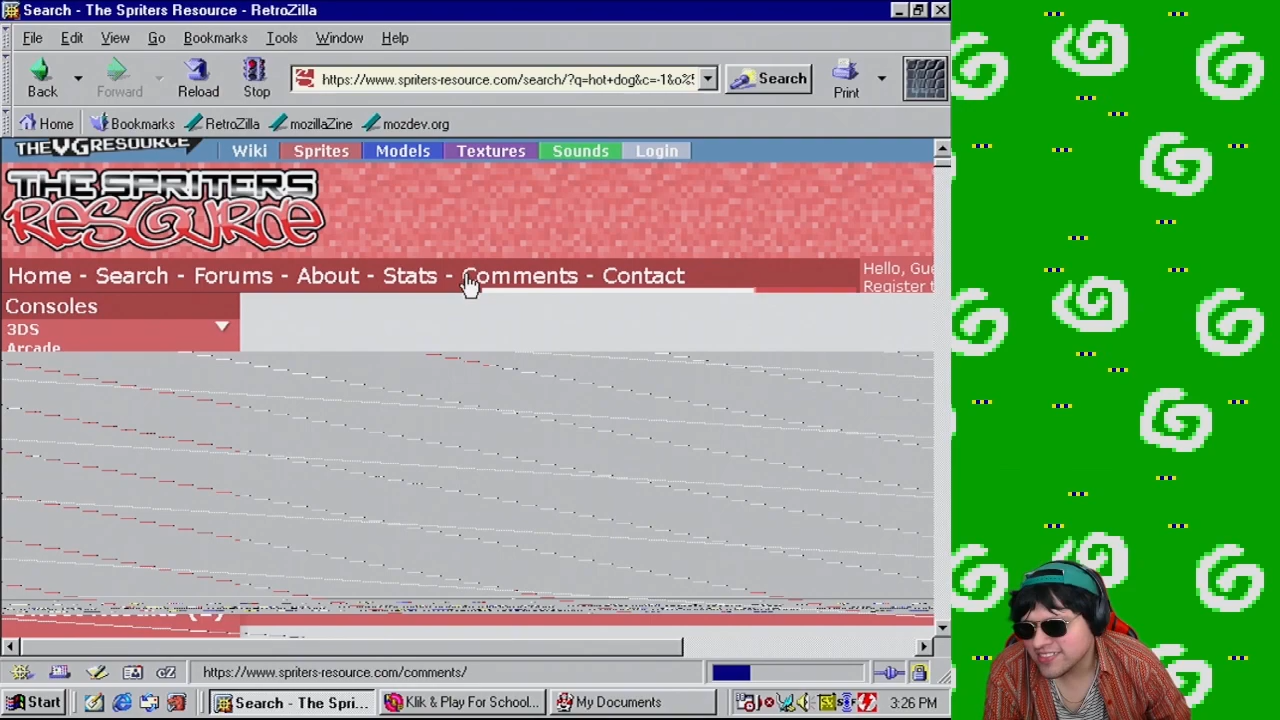 Search - The Spriters Resource - RetroZilla
File Edit View Go Bookmarks Tools Window Help
Back Forward Reload Stop https://www.spriters-resource.com/search/?q=hot+dog&c=-1&o% Search Print
Home Bookmarks RetroZilla mozillaZine mozdev.org
THE VG RESOURCE Wiki Sprites Models Textures Sounds Login
THE SPRITERS
RESOURCE
Home - Search - Forums - About - Stats - Comments - Contact
Hello, Gue
Register t
Consoles
3DS
Arcade
https://www.spriters-resource.com/comments/
Start Search - The Spri... Klik & Play For School... My Documents 3:26 PM